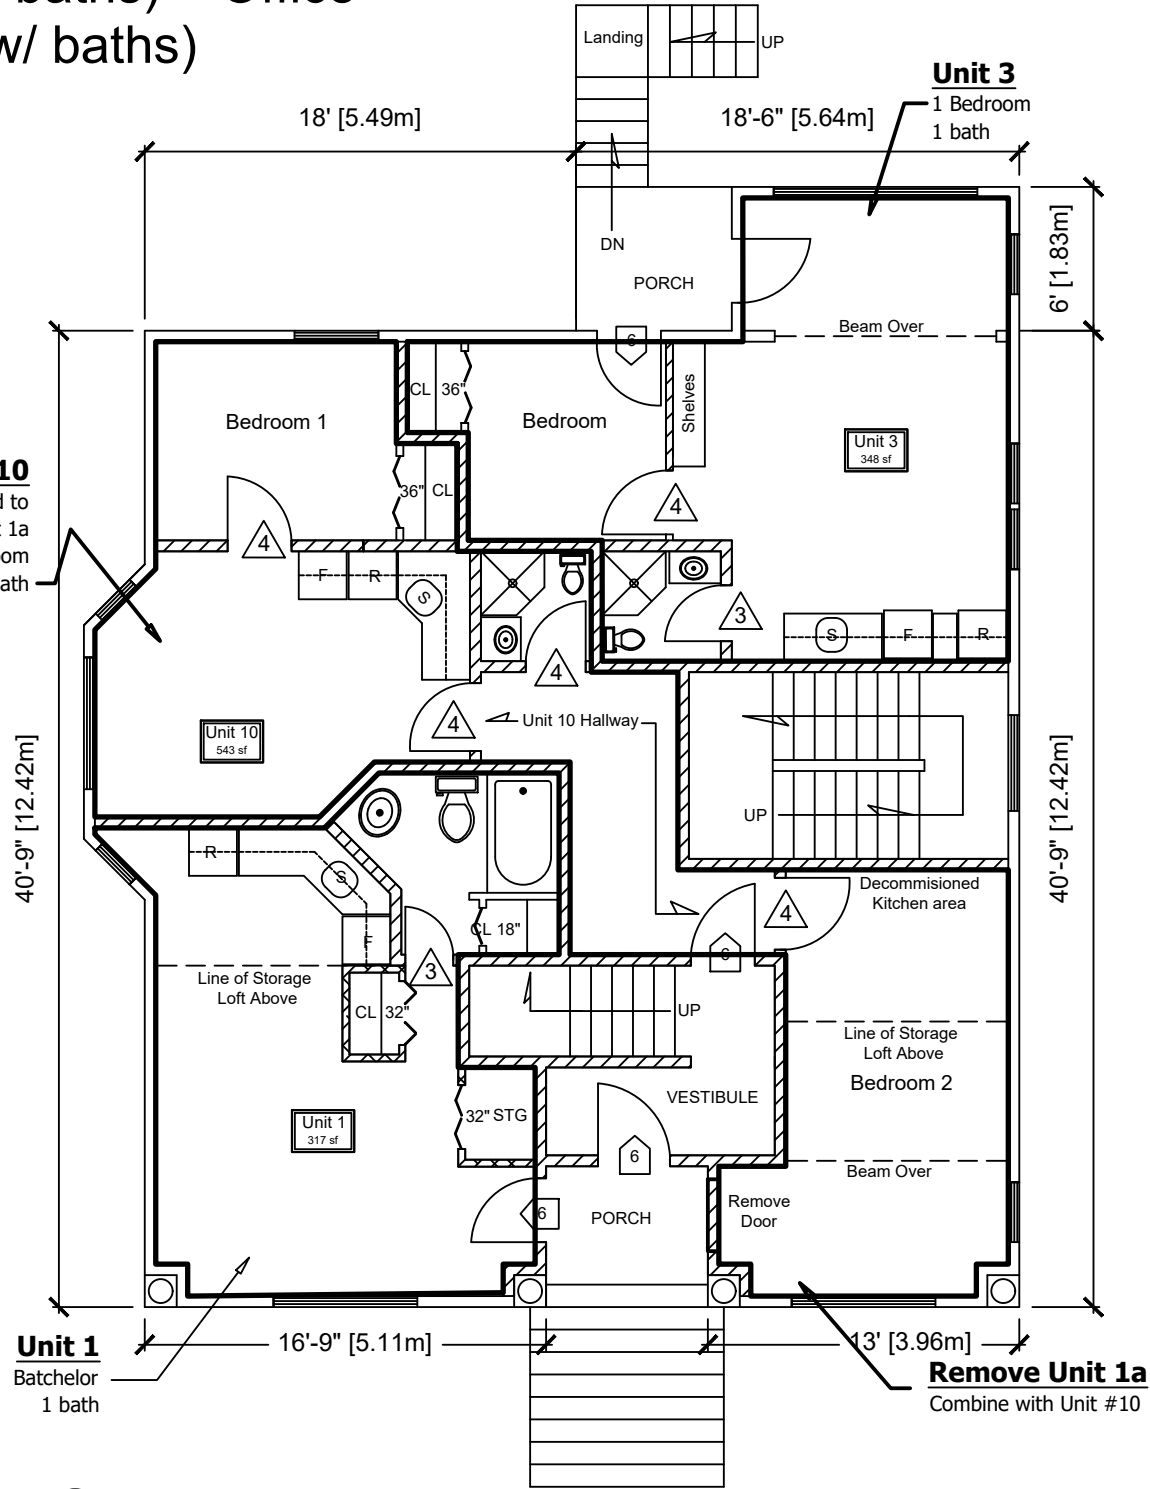 baths)
w/ baths)
Landing
UP
Unit 3
1 Bedroom
1 bath
18' [5.49m]
18'-6" [5.64m]
DN
PORCH
6' [1.83m]
Beam Over
6
CL 36"
Shelves
Bedroom 1
Bedroom
Unit 3
348 sf
10
d to
1a
om
ath
36" CL
4
4
F R
S
3
S F R
4
4
Unit 10 Hallway
Unit 10
543 sf
40'-9" [12.42m]
40'-9" [12.42m]
UP
R
S
F
Decommisioned
Kitchen area
4
CL 18"
6
3
Line of Storage
Loft Above
CL 32"
UP
Line of Storage
Loft Above
Bedroom 2
VESTIBULE
32" STG
Unit 1
317 sf
6
Beam Over
Remove
Door
6
PORCH
16'-9" [5.11m]
13' [3.96m]
Unit 1
Batchelor
1 bath
Remove Unit 1a
Combine with Unit #10